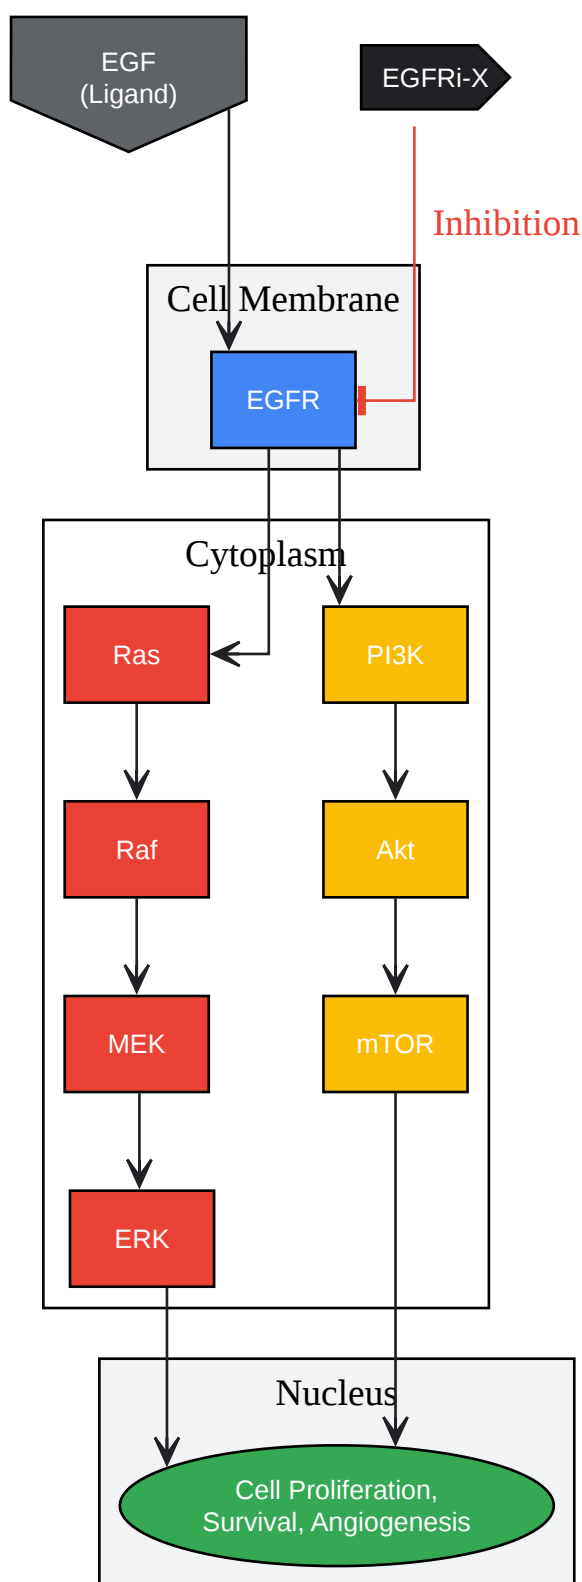 EGF
(Ligand)
EGFRi-X
Inhibition
Cell Membrane
EGFR
Cytoplasm
Ras
PI3K
Raf
Akt
MEK
mTOR
ERK
Nucleus
Cell Proliferation,
Survival, Angiogenesis